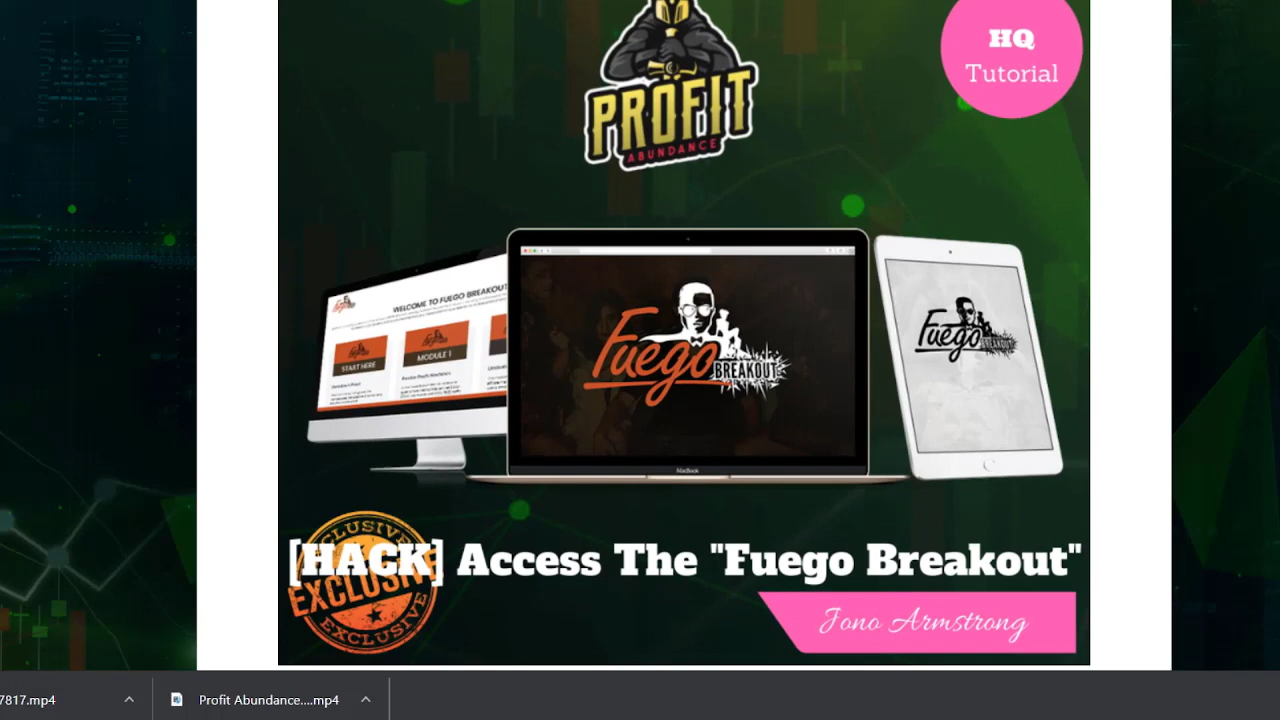 HQ
Tutorial
PROFIT
ABUNDANCE
WELCOME TO FUEGO BREAKOUT
START HERE
MODULE 1
Fuego
BREAKOUT
MacBook
Fuego
BREAKOUT
EXCLUSIVE
EXCLUSIVE
EXCLUSIVE
[HACK] Access The "Fuego Breakout"
Jono Armstrong
7817.mp4
Profit Abundance....mp4